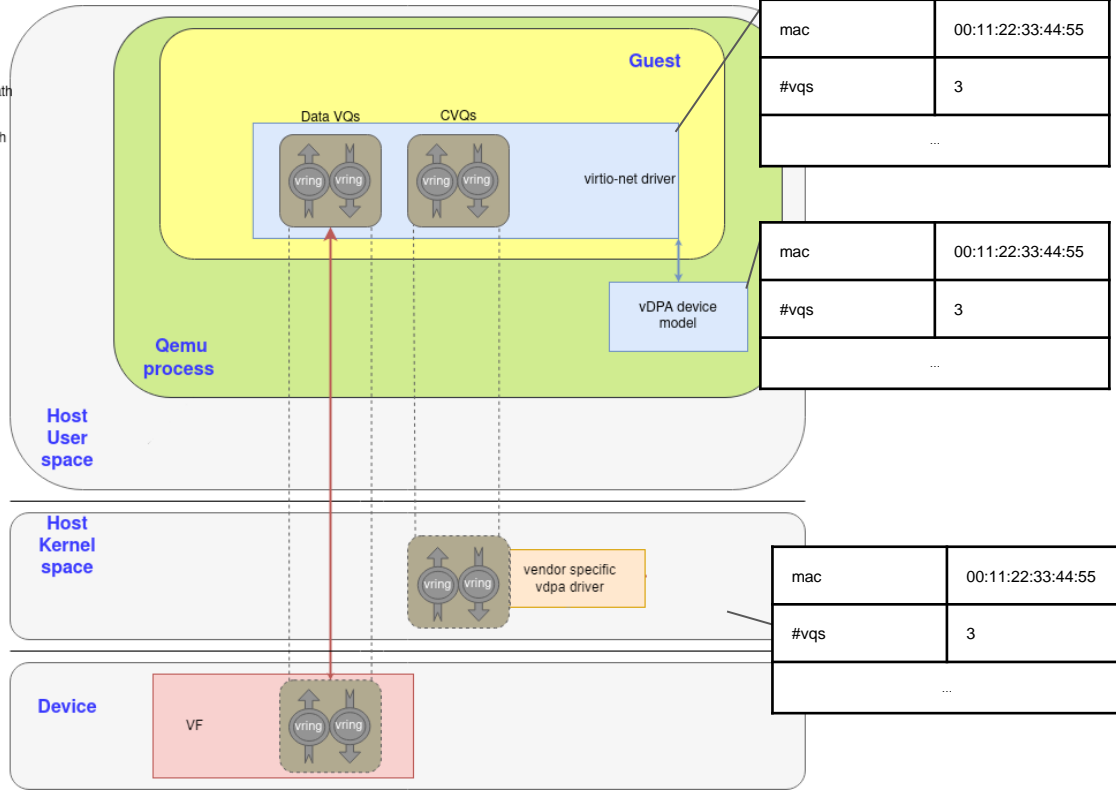 mac 00:11:22:33:44:55
#vqs 3
...
Guest
th
h
Data VQs CVQs
vring vring vring vring
virtio-net driver
mac 00:11:22:33:44:55
#vqs 3
...
vDPA device
model
Qemu
process
Host
User
space
Host
Kernel
space
vring vring
vendor specific
vdpa driver
mac 00:11:22:33:44:55
#vqs 3
...
Device
VF
vring vring